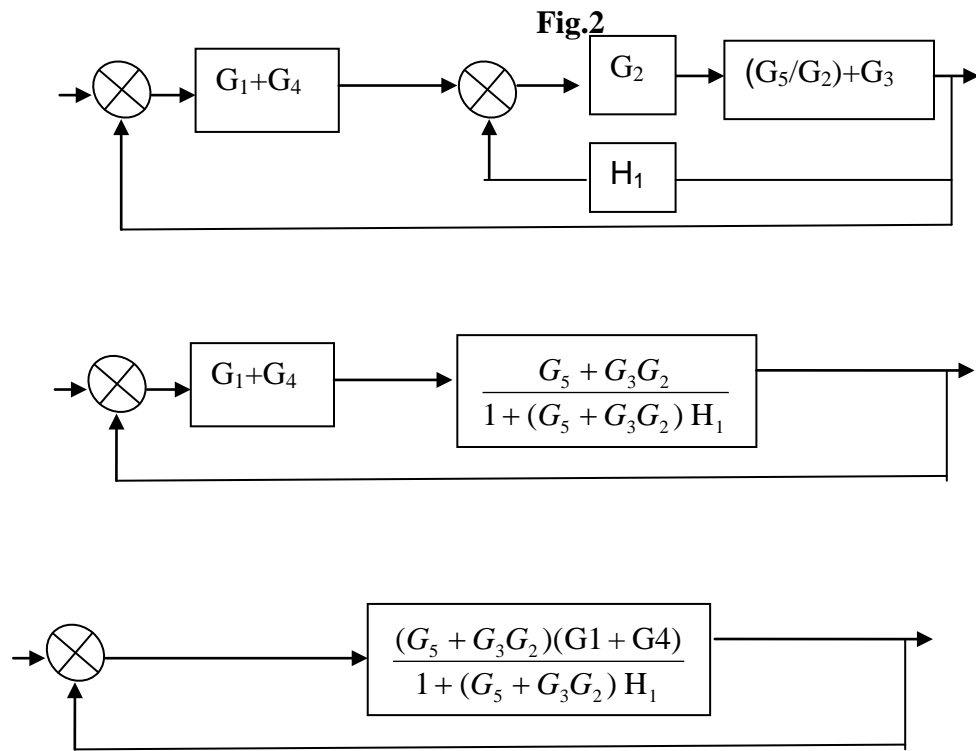 Fig.2
G₁+G₄
G₂
(G₅/G₂)+G₃
H₁
G₁+G₄
G₅ + G₃G₂
1 + (G₅ + G₃G₂) H₁
(G₅ + G₃G₂)(G1 + G4)
1 + (G₅ + G₃G₂) H₁